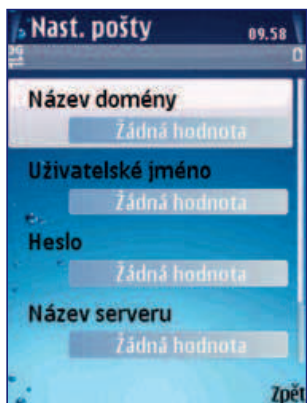 Nast. pošty
09.58
Název domény
Žádná hodnota
Uživatelské jméno
Žádná hodnota
Heslo
Žádná hodnota
Název serveru
Žádná hodnota
Zpět